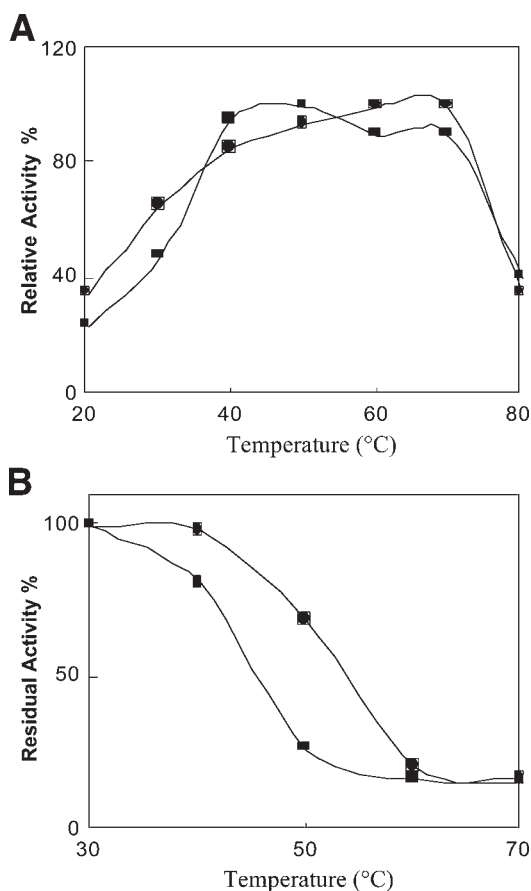 A
Relative Activity %
120
80
40
0
20 40 60 80
Temperature (°C)
B
Residual Activity %
100
50
0
30 50 70
Temperature (°C)